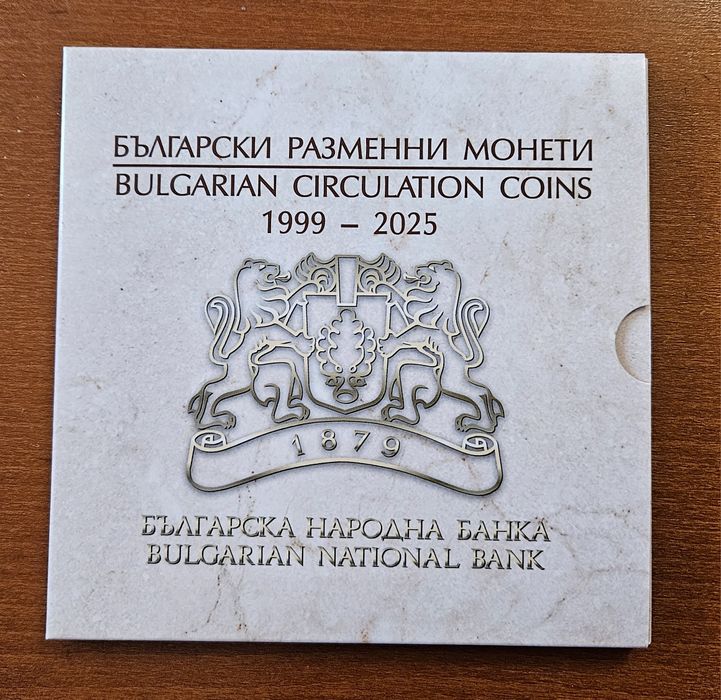 БЪЛГАРСКИ РАЗМЕННИ МОНЕТИ
BULGARIAN CIRCULATION COINS
1999 – 2025
1879
БЪЛГАРСКА НАРОДНА БАНКА
BULGARIAN NATIONAL BANK